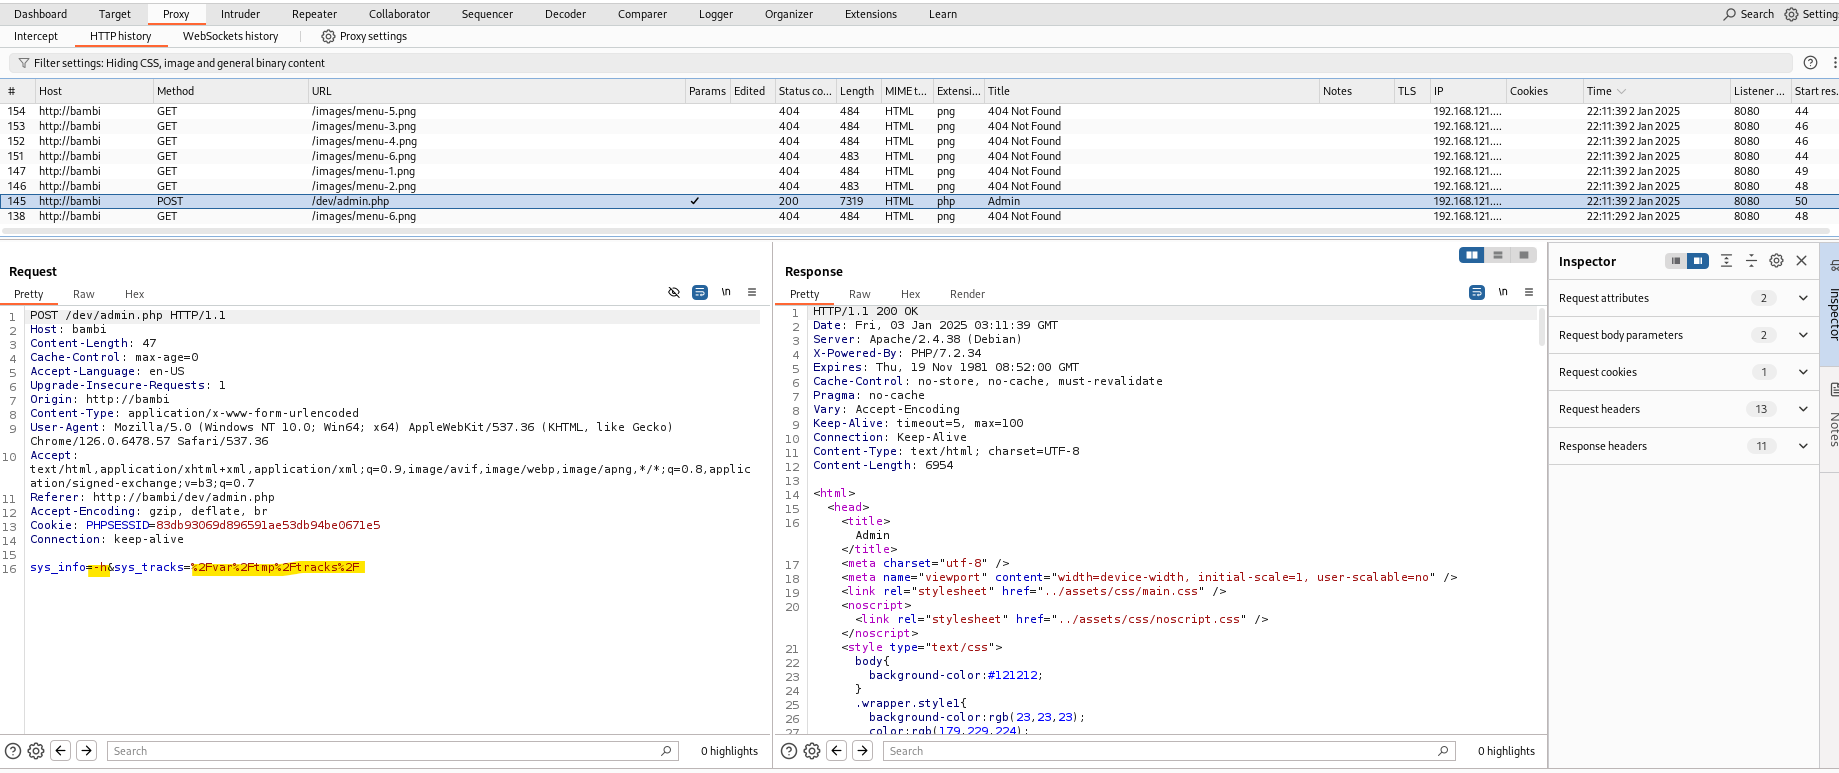 Dashboard Target Proxy Intruder Repeater Collaborator Sequencer Decoder Comparer Logger Organizer Extensions Learn Search Settings
Intercept HTTP history WebSockets history Proxy settings
Filter settings: Hiding CSS, image and general binary content
# Host Method URL Params Edited Status co... Length MIME t... Extensi... Title Notes TLS IP Cookies Time Listener ... Start res...
154 http://bambi GET /images/menu-5.png 404 484 HTML png 404 Not Found 192.168.121.... 22:11:39 2 Jan 2025 8080 44
153 http://bambi GET /images/menu-3.png 404 484 HTML png 404 Not Found 192.168.121.... 22:11:39 2 Jan 2025 8080 46
152 http://bambi GET /images/menu-4.png 404 484 HTML png 404 Not Found 192.168.121.... 22:11:39 2 Jan 2025 8080 46
151 http://bambi GET /images/menu-6.png 404 483 HTML png 404 Not Found 192.168.121.... 22:11:39 2 Jan 2025 8080 44
147 http://bambi GET /images/menu-1.png 404 484 HTML png 404 Not Found 192.168.121.... 22:11:39 2 Jan 2025 8080 49
146 http://bambi GET /images/menu-2.png 404 483 HTML png 404 Not Found 192.168.121.... 22:11:39 2 Jan 2025 8080 48
145 http://bambi POST /dev/admin.php ✓ 200 7319 HTML php Admin 192.168.121.... 22:11:39 2 Jan 2025 8080 50
138 http://bambi GET /images/menu-6.png 404 484 HTML png 404 Not Found 192.168.121.... 22:11:29 2 Jan 2025 8080 48
Request
Pretty Raw Hex \n
1 POST /dev/admin.php HTTP/1.1
2 Host: bambi
3 Content-Length: 47
4 Cache-Control: max-age=0
5 Accept-Language: en-US
6 Upgrade-Insecure-Requests: 1
7 Origin: http://bambi
8 Content-Type: application/x-www-form-urlencoded
9 User-Agent: Mozilla/5.0 (Windows NT 10.0; Win64; x64) AppleWebKit/537.36 (KHTML, like Gecko)
Chrome/126.0.6478.57 Safari/537.36
10 Accept:
text/html,application/xhtml+xml,application/xml;q=0.9,image/avif,image/webp,image/apng,*/*;q=0.8,applic
ation/signed-exchange;v=b3;q=0.7
11 Referer: http://bambi/dev/admin.php
12 Accept-Encoding: gzip, deflate, br
13 Cookie: PHPSESSID=83db93069d896591ae53db94be0671e5
14 Connection: keep-alive
15
16 sys_info=-h&sys_tracks=%2Fvar%2Ftmp%2Ftracks%2F
Search 0 highlights
Response
Pretty Raw Hex Render \n
1 HTTP/1.1 200 OK
2 Date: Fri, 03 Jan 2025 03:11:39 GMT
3 Server: Apache/2.4.38 (Debian)
4 X-Powered-By: PHP/7.2.34
5 Expires: Thu, 19 Nov 1981 08:52:00 GMT
6 Cache-Control: no-store, no-cache, must-revalidate
7 Pragma: no-cache
8 Vary: Accept-Encoding
9 Keep-Alive: timeout=5, max=100
10 Connection: Keep-Alive
11 Content-Type: text/html; charset=UTF-8
12 Content-Length: 6954
13
14 <html>
15 <head>
16 <title>
Admin
</title>
17 <meta charset="utf-8" />
18 <meta name="viewport" content="width=device-width, initial-scale=1, user-scalable=no" />
19 <link rel="stylesheet" href="../assets/css/main.css" />
20 <noscript>
<link rel="stylesheet" href="../assets/css/noscript.css" />
</noscript>
21 <style type="text/css">
22 body{
23 background-color:#121212;
24 }
25 .wrapper.style1{
26 background-color:rgb(23,23,23);
27 color:rgb(179,229,224);
Search 0 highlights
Inspector
Request attributes 2
Request body parameters 2
Request cookies 1
Request headers 13
Response headers 11
Inspector
Notes